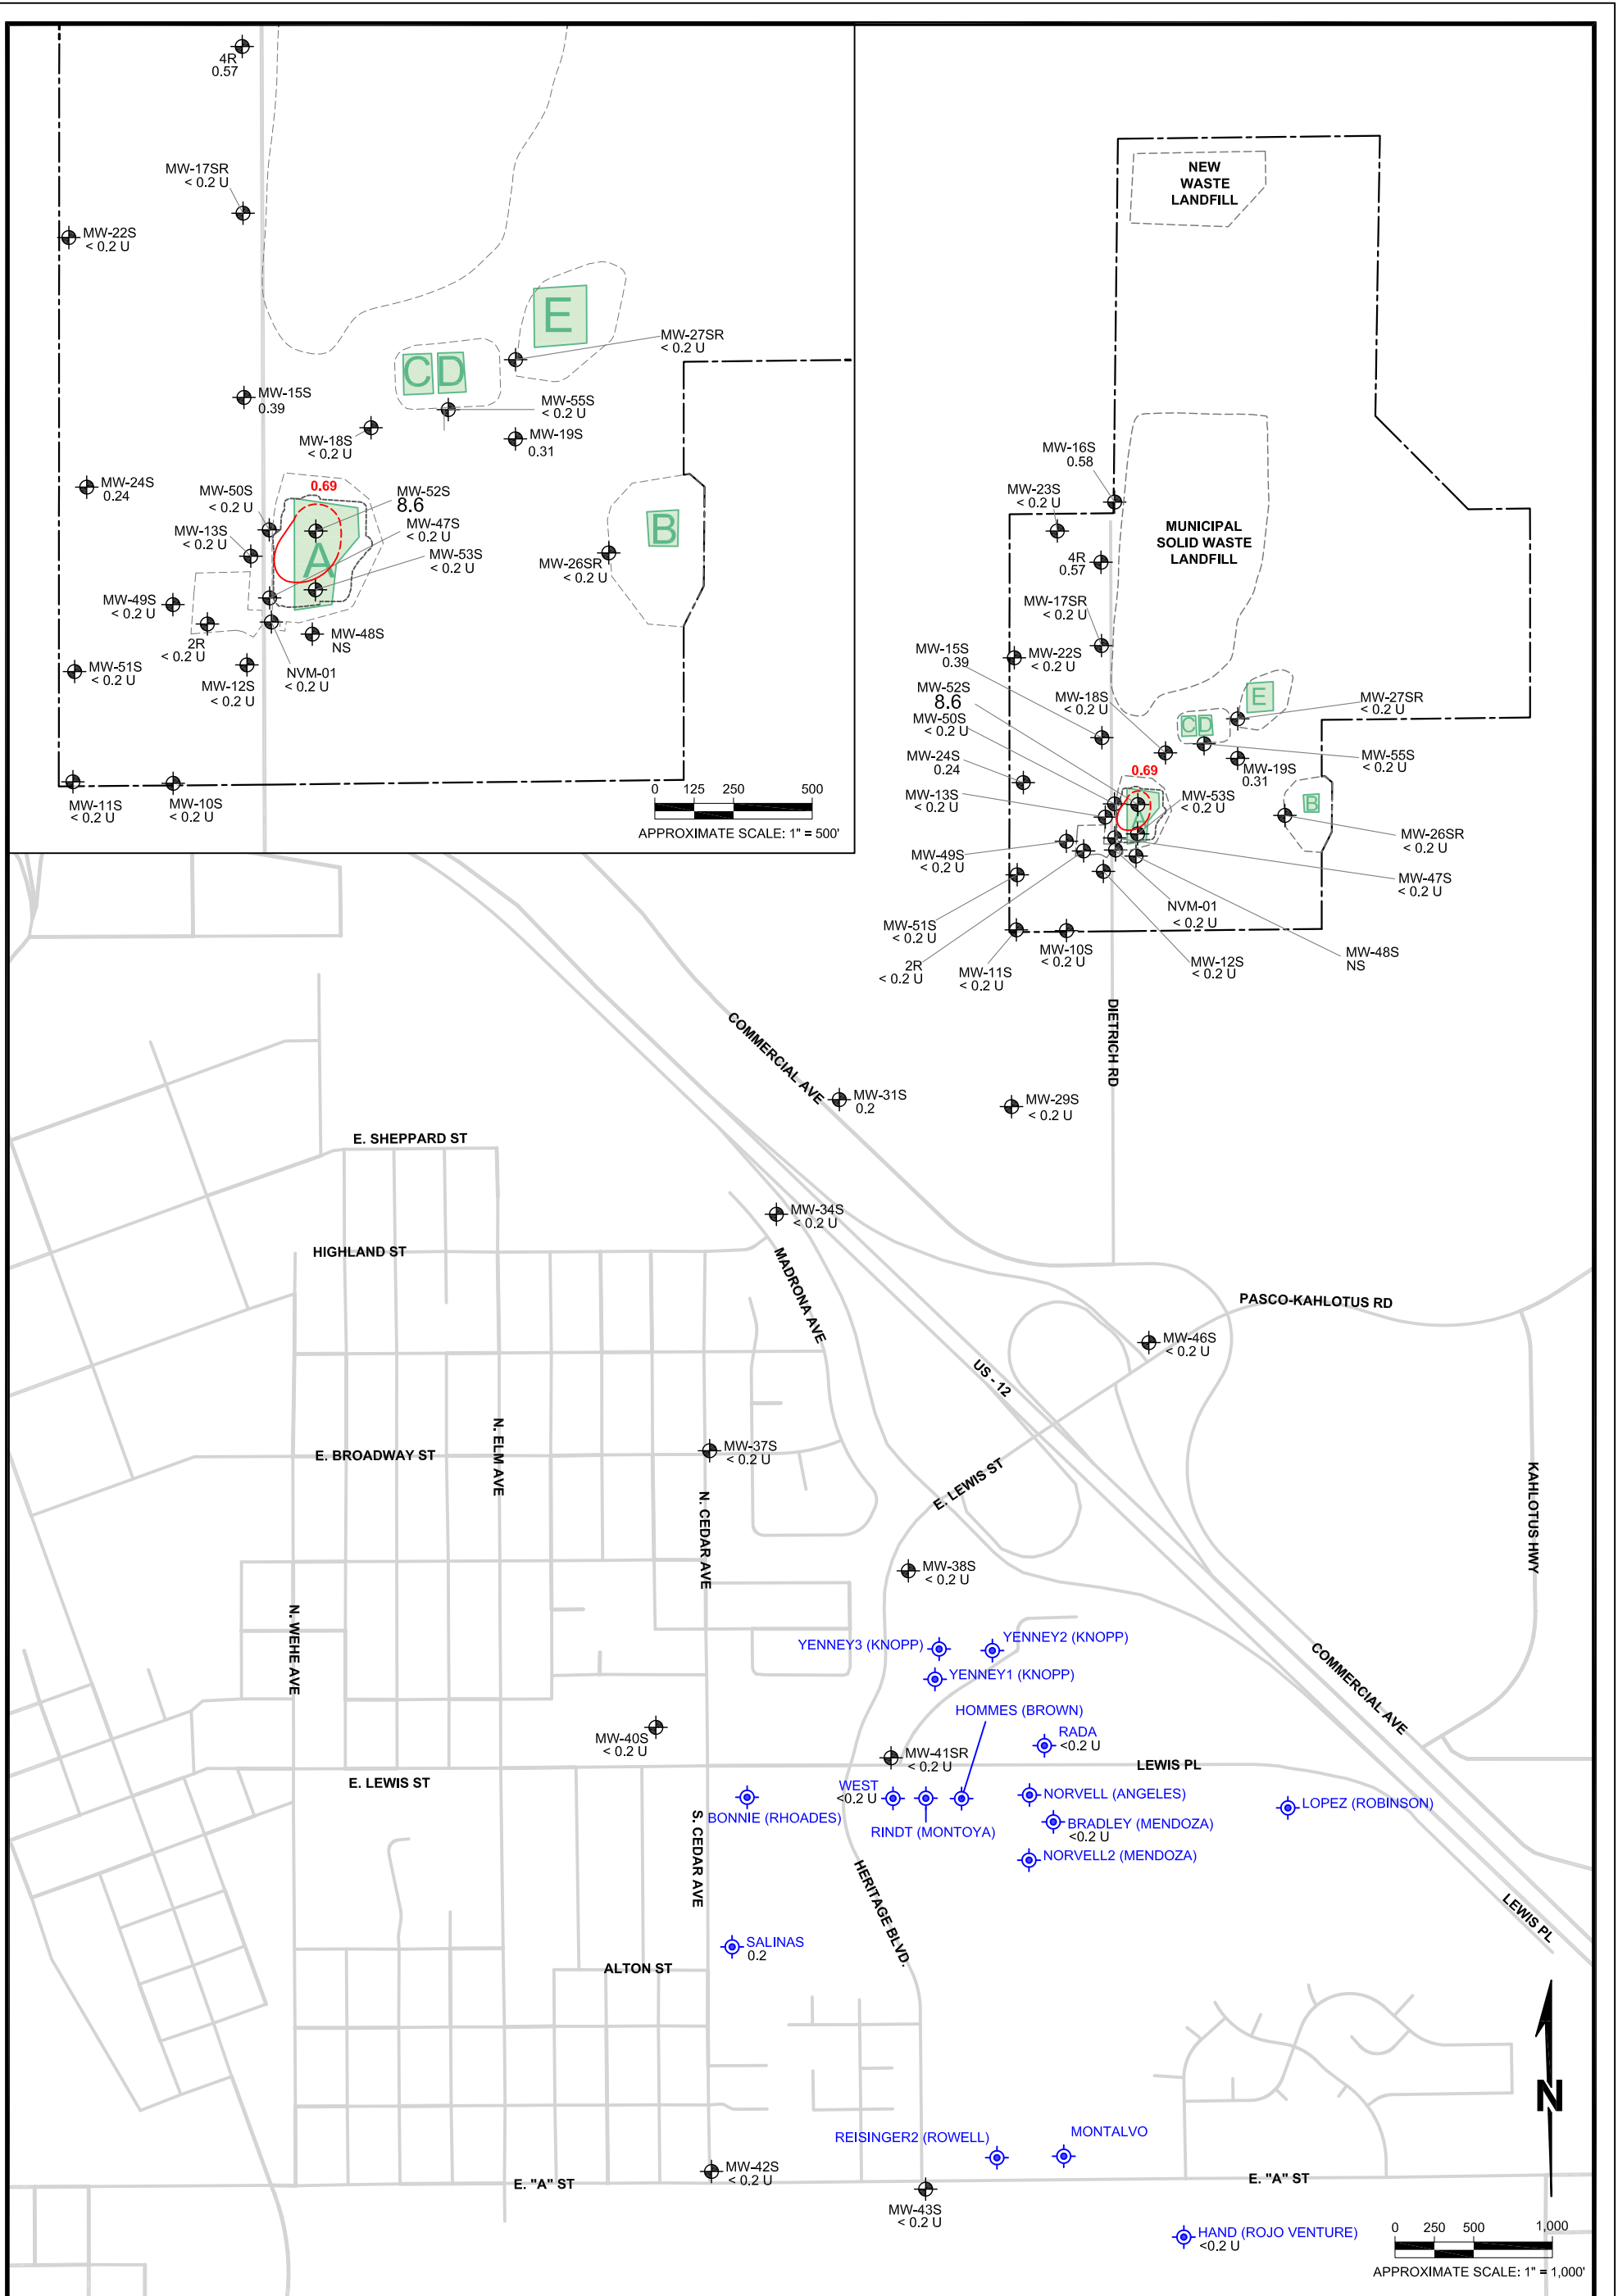 4R
0.57
MW-17SR
< 0.2 U
MW-22S
< 0.2 U
E
MW-27SR
< 0.2 U
C D
MW-55S
< 0.2 U
MW-15S
0.39
MW-18S
< 0.2 U
MW-19S
0.31
MW-24S
0.24
MW-50S
< 0.2 U
0.69
MW-52S
8.6
MW-13S
< 0.2 U
MW-47S
< 0.2 U
A
MW-53S
< 0.2 U
B
MW-26SR
< 0.2 U
MW-49S
< 0.2 U
2R
< 0.2 U
MW-48S
NS
MW-51S
< 0.2 U
MW-12S
< 0.2 U
NVM-01
< 0.2 U
MW-11S
< 0.2 U
MW-10S
< 0.2 U
0 125 250 500
APPROXIMATE SCALE: 1" = 500'
NEW
WASTE
LANDFILL
MW-16S
0.58
MW-23S
< 0.2 U
MUNICIPAL
SOLID WASTE
LANDFILL
4R
0.57
MW-17SR
< 0.2 U
MW-15S
0.39
MW-22S
< 0.2 U
MW-52S
8.6
MW-18S
< 0.2 U
E
MW-27SR
< 0.2 U
MW-50S
< 0.2 U
C D
MW-24S
0.24
MW-55S
< 0.2 U
MW-19S
0.31
0.69
MW-13S
< 0.2 U
MW-53S
< 0.2 U
B
A
MW-26SR
< 0.2 U
MW-49S
< 0.2 U
MW-47S
< 0.2 U
NVM-01
< 0.2 U
MW-51S
< 0.2 U
MW-10S
< 0.2 U
MW-48S
NS
2R
< 0.2 U
MW-11S
< 0.2 U
MW-12S
< 0.2 U
DIETRICH RD
COMMERCIAL AVE
MW-31S
0.2
MW-29S
< 0.2 U
E. SHEPPARD ST
MW-34S
< 0.2 U
HIGHLAND ST
MADRONA AVE
PASCO-KAHLOTUS RD
MW-46S
< 0.2 U
US - 12
N. ELM AVE
MW-37S
< 0.2 U
E. BROADWAY ST
E. LEWIS ST
KAHLOTUS HWY
N. CEDAR AVE
MW-38S
< 0.2 U
N. WEHE AVE
YENNEY3 (KNOPP)
YENNEY2 (KNOPP)
YENNEY1 (KNOPP)
COMMERCIAL AVE
HOMMES (BROWN)
MW-40S
< 0.2 U
RADA
<0.2 U
MW-41SR
< 0.2 U
LEWIS PL
E. LEWIS ST
WEST
<0.2 U
NORVELL (ANGELES)
LOPEZ (ROBINSON)
BONNIE (RHOADES)
RINDT (MONTOYA)
BRADLEY (MENDOZA)
<0.2 U
S. CEDAR AVE
NORVELL2 (MENDOZA)
HERITAGE BLVD.
LEWIS PL
SALINAS
0.2
ALTON ST
N
REISINGER2 (ROWELL)
MONTALVO
MW-42S
< 0.2 U
E. "A" ST
E. "A" ST
MW-43S
< 0.2 U
HAND (ROJO VENTURE)
<0.2 U
0 250 500 1,000
APPROXIMATE SCALE: 1" = 1,000'